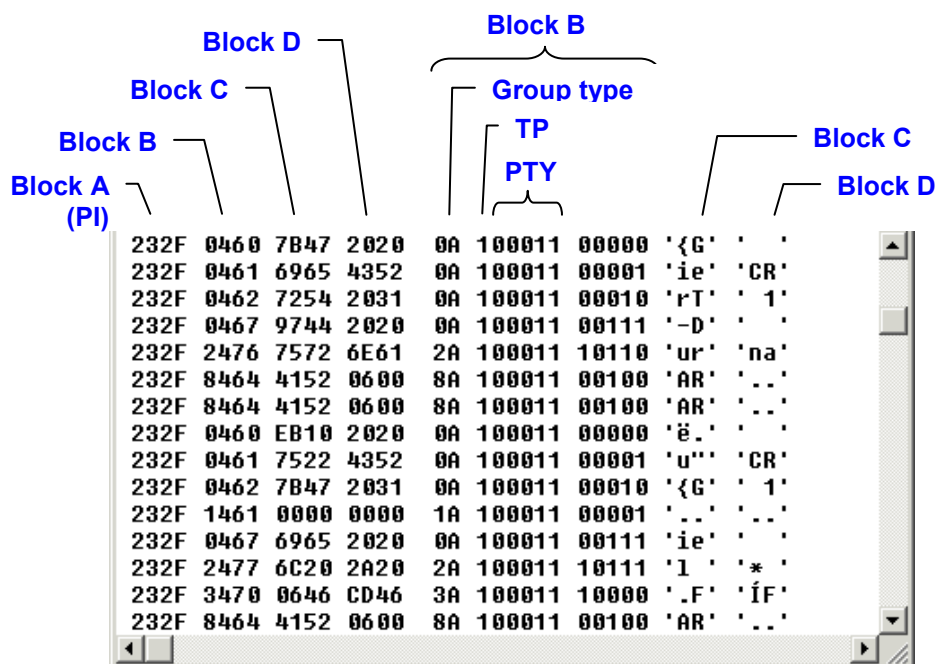 Block B
Block D
Block C
Group type
Block B
TP
Block C
Block A
(PI)
PTY
Block D
232F 0460 7B47 2020 0A 100011 00000 '{G' '  '
232F 0461 6965 4352 0A 100011 00001 'ie' 'CR'
232F 0462 7254 2031 0A 100011 00010 'rT' ' 1'
232F 0467 9744 2020 0A 100011 00111 '-D' '  '
232F 2476 7572 6E61 2A 100011 10110 'ur' 'na'
232F 8464 4152 0600 8A 100011 00100 'AR' '..'
232F 8464 4152 0600 8A 100011 00100 'AR' '..'
232F 0460 EB10 2020 0A 100011 00000 'ë.' '  '
232F 0461 7522 4352 0A 100011 00001 'u"' 'CR'
232F 0462 7B47 2031 0A 100011 00010 '{G' ' 1'
232F 1461 0000 0000 1A 100011 00001 '..' '..'
232F 0467 6965 2020 0A 100011 00111 'ie' '  '
232F 2477 6C20 2A20 2A 100011 10111 'l ' '* '
232F 3470 0646 CD46 3A 100011 10000 '.F' 'ÍF'
232F 8464 4152 0600 8A 100011 00100 'AR' '..'